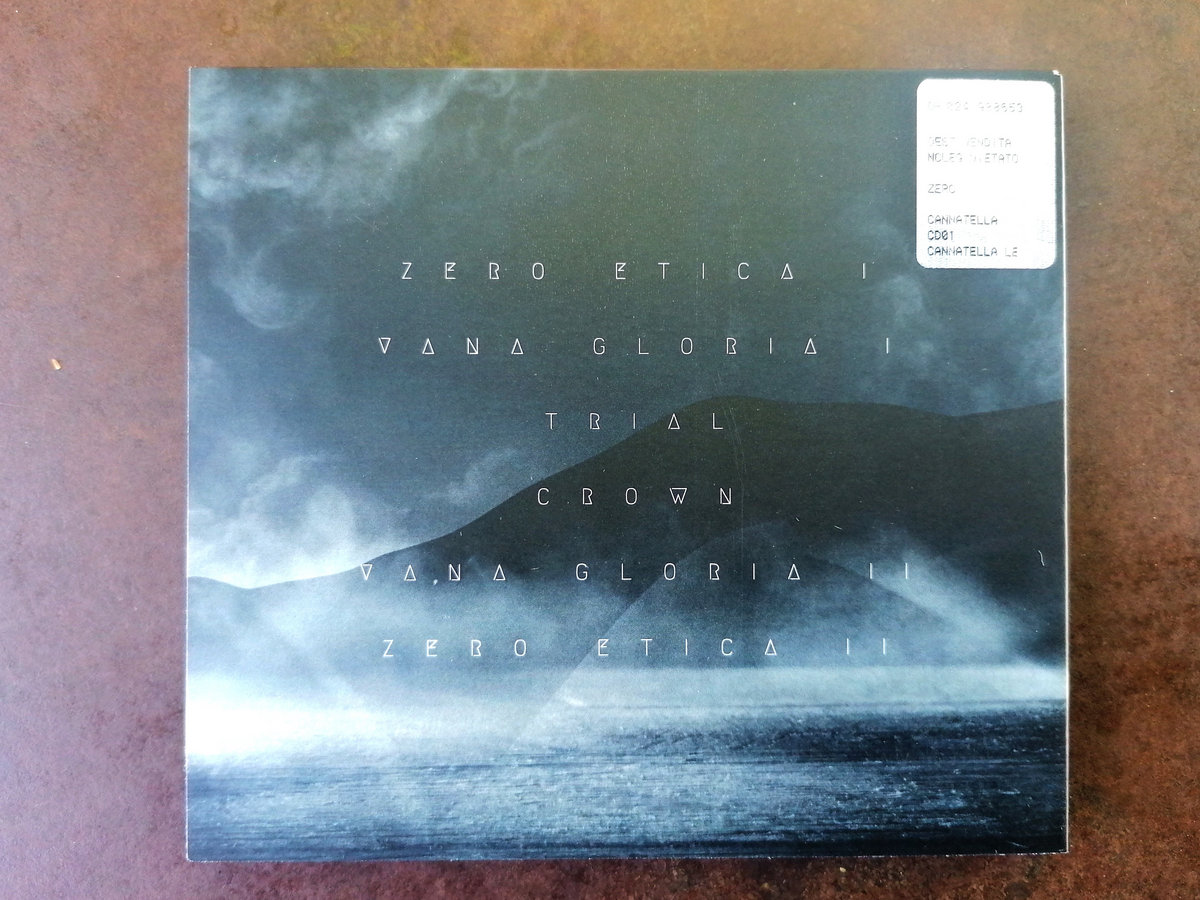 ZERO ETICA I
VANA GLORIA I
TRIAL
CROWN
VANA GLORIA II
ZERO ETICA II
ZERO
CANNATELLA
CD01
CANNATELLA LE